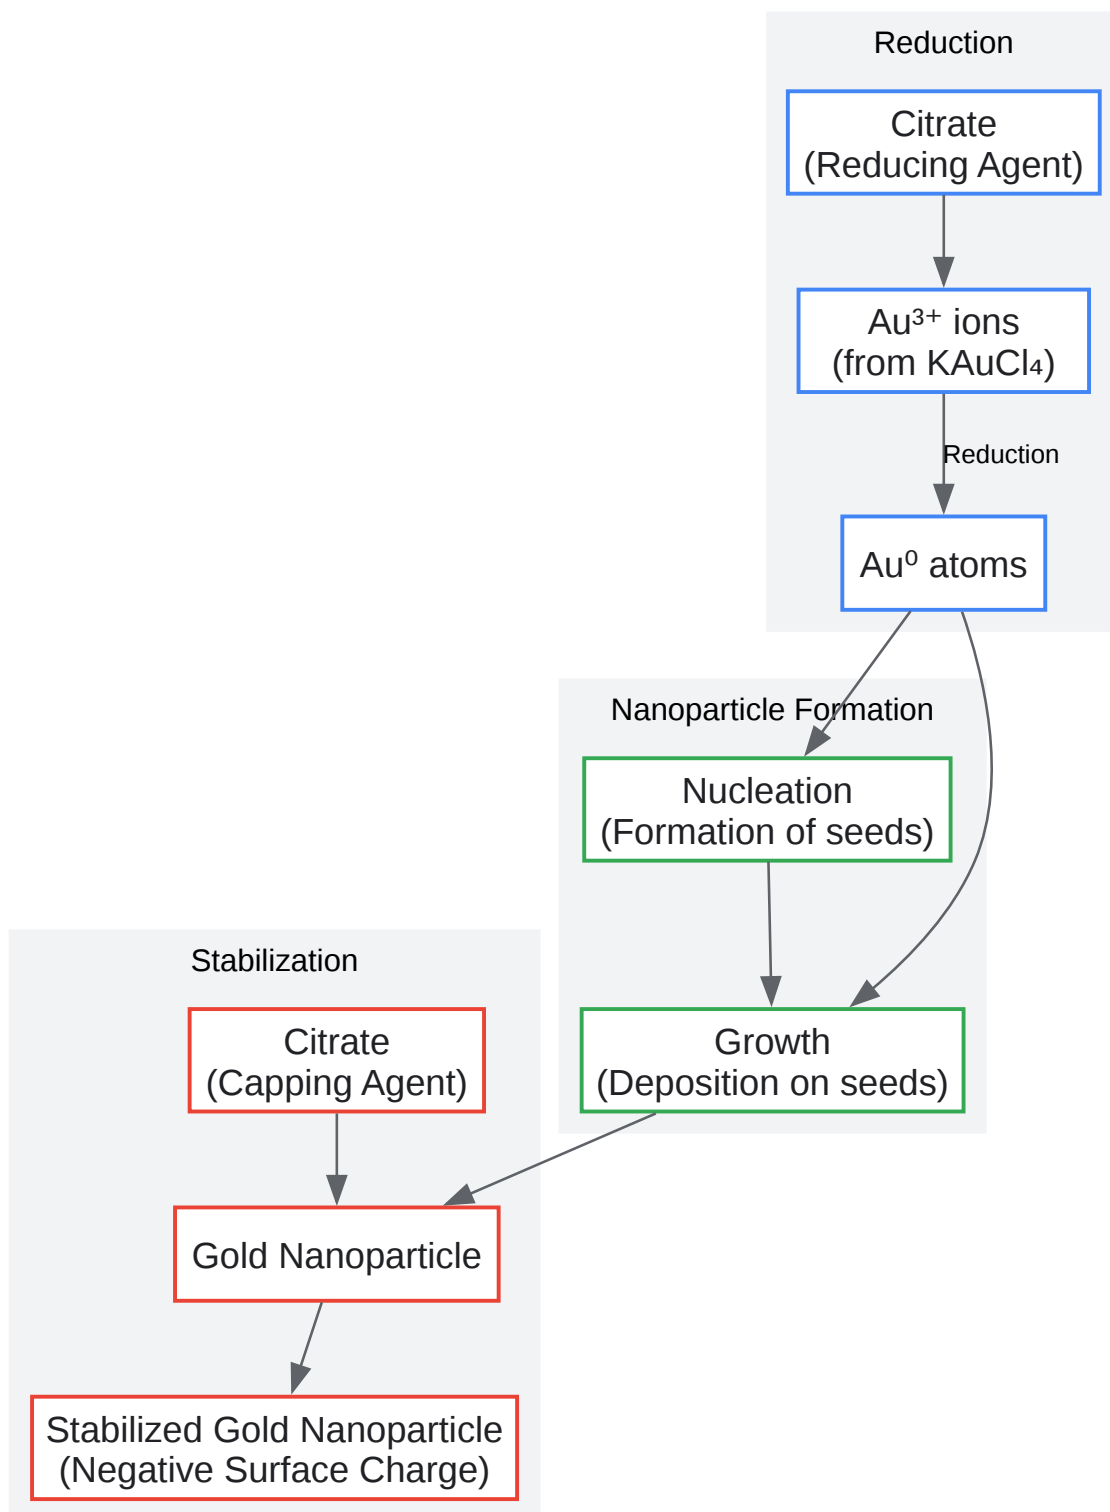 Reduction
Citrate
(Reducing Agent)
Au³⁺ ions
(from KAuCl₄)
Reduction
Au⁰ atoms
Nanoparticle Formation
Nucleation
(Formation of seeds)
Growth
(Deposition on seeds)
Stabilization
Citrate
(Capping Agent)
Gold Nanoparticle
Stabilized Gold Nanoparticle
(Negative Surface Charge)